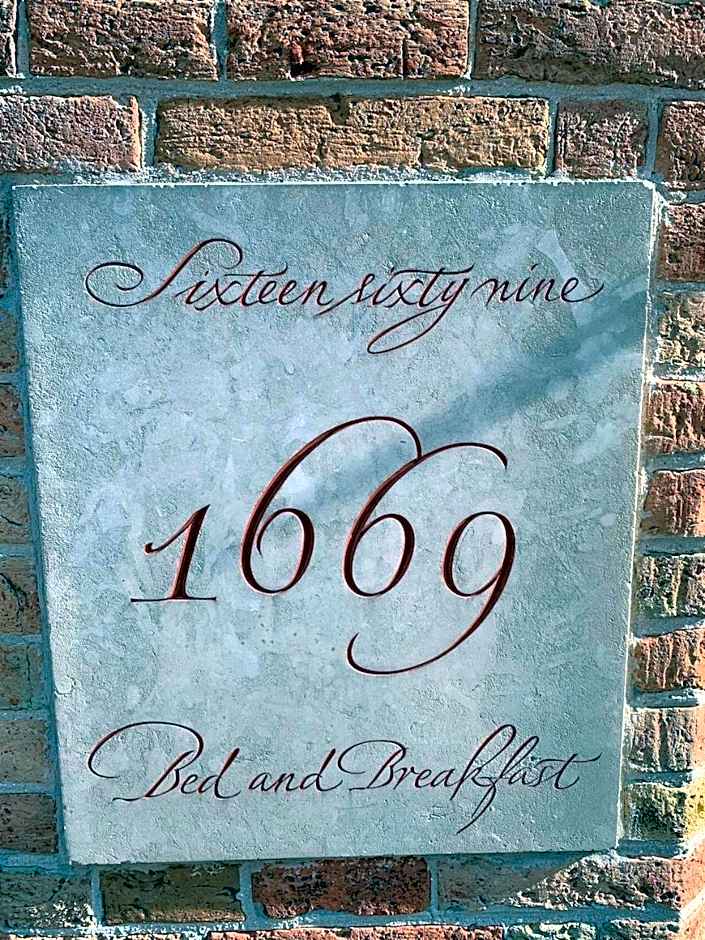 Sixteen sixty nine
1669
Bed and Breakfast